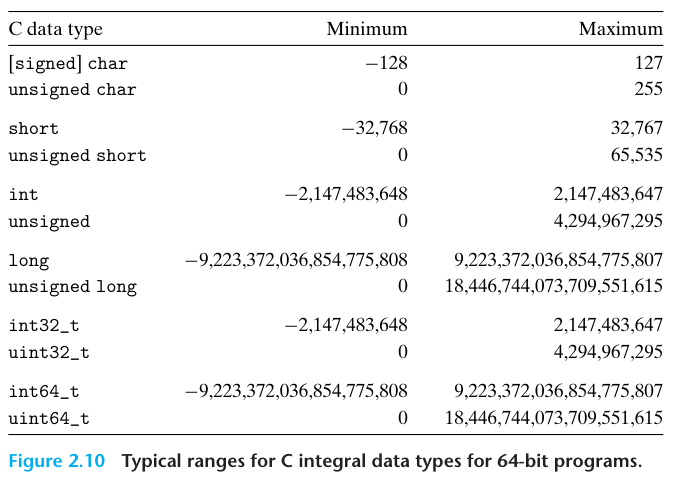 C data type Minimum Maximum
[signed] char −128 127
unsigned char 0 255
short −32,768 32,767
unsigned short 0 65,535
int −2,147,483,648 2,147,483,647
unsigned 0 4,294,967,295
long −9,223,372,036,854,775,808 9,223,372,036,854,775,807
unsigned long 0 18,446,744,073,709,551,615
int32_t −2,147,483,648 2,147,483,647
uint32_t 0 4,294,967,295
int64_t −9,223,372,036,854,775,808 9,223,372,036,854,775,807
uint64_t 0 18,446,744,073,709,551,615
Figure 2.10 Typical ranges for C integral data types for 64-bit programs.